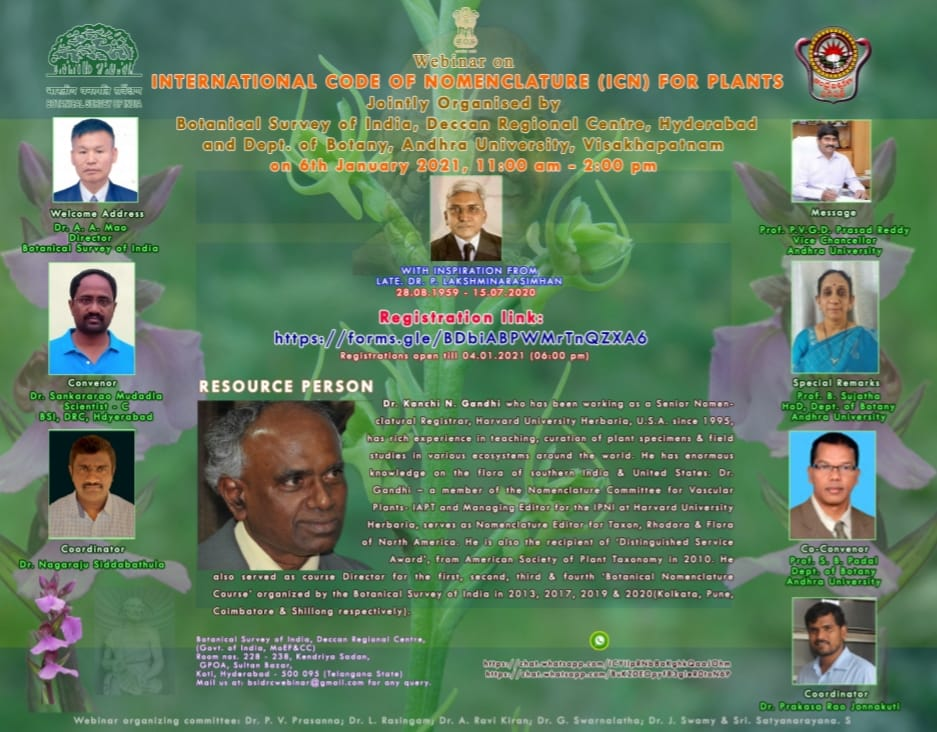 Webinar on
INTERNATIONAL CODE OF NOMENCLATURE (ICN) FOR PLANTS
Jointly Organised by
Botanical Survey of India, Deccan Regional Centre, Hyderabad
and Dept. of Botany, Andhra University, Visakhapatnam
on 6th January 2021, 11:00 am - 2:00 pm
भारतीय वनस्पति सर्वेक्षण
BOTANICAL SURVEY OF INDIA
Welcome Address
Dr. A. A. Mao
Director
Botanical Survey of India
Message
Prof. P.V.G.D. Prasad Reddy
Vice Chancellor
Andhra University
WITH INSPIRATION FROM
LATE. DR. P. LAKSHMINARASIMHAN
28.08.1959 - 15.07.2020
Registration link:
https://forms.gle/BDbiABPWMrTnQZXA6
Registrations open till 04.01.2021 (06:00 pm)
Convenor
Dr. Sankararao Mudadla
Scientist - C
BSI, DRC, Hdyerabad
Special Remarks
Prof. B. Sujatha
HoD, Dept. of Botany
Andhra University
RESOURCE PERSON
Dr. Kanchi N. Gandhi who has been working as a Senior Nomen-
clatural Registrar, Harvard University Herbaria, U.S.A. since 1995,
has rich experience in teaching, curation of plant specimens & field
studies in various ecosystems around the world. He has enormous
knowledge on the flora of southern India & United States. Dr.
Gandhi – a member of the Nomenclature Committee for Vascular
Plants- IAPT and Managing Editor for the IPNI at Harvard University
Herbaria, serves as Nomenclature Editor for Taxon, Rhodora & Flora
of North America. He is also the recipient of 'Distinguished Service
Award', from American Society of Plant Taxonomy in 2010. He
also served as course Director for the first, second, third & fourth 'Botanical Nomenclature
Course' organized by the Botanical Survey of India in 2013, 2017, 2019 & 2020(Kolkata, Pune,
Coimbatore & Shillong respectively).
Coordinator
Dr. Nagaraju Siddabathula
Co-Convenor
Prof. S. B. Padal
Dept. of Botany
Andhra University
Botanical Survey of India, Deccan Regional Centre,
(Govt. of India, MoEF&CC)
Room nos. 228 - 238, Kendriya Sadan,
GPOA, Sultan Bazar,
Koti, Hyderabad - 500 095 (Telangana State)
Mail us at: bsidrcwebinar@gmail.com for any query.
Coordinator
Dr. Prakasa Rao Jonnakuti
Webinar organizing committee: Dr. P. V. Prasanna; Dr. L. Rasingam; Dr. A. Ravi Kiran; Dr. G. Swarnalatha; Dr. J. Swamy & Sri. Satyanarayana. S